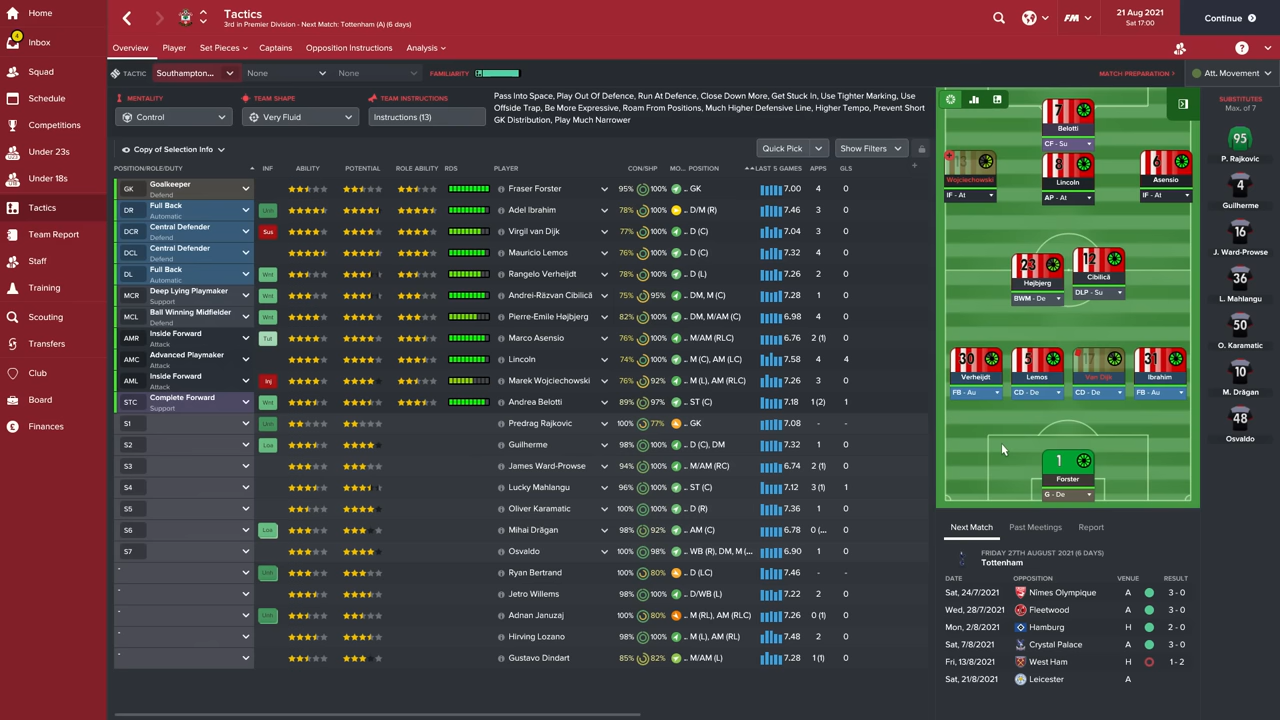 Home
Inbox
4
Squad
Schedule
Competitions
Under 23s
Under 18s
Tactics
Team Report
Staff
Training
Scouting
Transfers
Club
Board
Finances
Tactics
3rd in Premier Division - Next Match: Tottenham (A) (6 days)
FM
21 Aug 2021
Sat 17:00
Continue
Overview Player Set Pieces Captains Opposition Instructions Analysis
TACTIC Southampton... None None FAMILIARITY
MATCH PREPARATION >
Att. Movement
MENTALITY TEAM SHAPE TEAM INSTRUCTIONS
Control Very Fluid Instructions (13)
Pass Into Space, Play Out Of Defence, Run At Defence, Close Down More, Get Stuck In, Use Tighter Marking, Use
Offside Trap, Be More Expressive, Roam From Positions, Much Higher Defensive Line, Higher Tempo, Prevent Short
GK Distribution, Play Much Narrower
Copy of Selection Info Quick Pick Show Filters
POSITION/ROLE/DUTY INF ABILITY POTENTIAL ROLE ABILITY RDS PLAYER CON/SHP MO... POSITION LAST 5 GAMES APPS GLS
GK Goalkeeper Defend Fraser Forster 95% 100% ... GK 7.00 4
DR Full Back Automatic Unh Adel Ibrahim 78% 100% ... D/M (R) 7.46 3 0
DCR Central Defender Defend Sus Virgil van Dijk 77% 100% ... D (C) 7.04 3 0
DCL Central Defender Defend Mauricio Lemos 77% 100% ... D (C) 7.32 4 0
DL Full Back Automatic Wnt Rangelo Verheijdt 78% 100% ... D (L) 7.26 2 0
MCR Deep Lying Playmaker Support Wnt Andrei-Răzvan Cibilică 75% 95% ... DM, M (C) 7.28 1 0
MCL Ball Winning Midfielder Defend Wnt Pierre-Emile Højbjerg 82% 100% ... DM, M/AM (C) 6.98 4 0
AMR Inside Forward Attack Tut Marco Asensio 76% 100% ... M/AM (RLC) 6.76 2 (1) 0
AMC Advanced Playmaker Attack Lincoln 74% 100% ... M (C), AM (LC) 7.58 4 4
AML Inside Forward Attack Inj Marek Wojciechowski 76% 92% ... M (L), AM (RLC) 7.26 3 0
STC Complete Forward Support Wnt Andrea Belotti 89% 97% ... ST (C) 7.18 1 (2) 1
S1 Unh Predrag Rajkovic 100% 77% ... GK 7.08 - -
S2 Loa Guilherme 98% 100% ... D (C), DM 7.32 1 0
S3 James Ward-Prowse 94% 100% ... M/AM (RC) 6.74 2 (1) 0
S4 Lucky Mahlangu 96% 100% ... ST (C) 7.12 3 (1) 1
S5 Oliver Karamatic 100% 100% ... D (R) 7.36 1 0
S6 Loa Mihai Drăgan 98% 92% ... AM (C) 6.78 0 (... 0
S7 Osvaldo 100% 98% ... WB (R), DM, M (... 6.90 1 0
- Unh Ryan Bertrand 100% 80% ... D (LC) 7.46 - -
- Jetro Willems 98% 100% ... D/WB (L) 7.22 2 0
- Unh Adnan Januzaj 100% 80% ... M (RL), AM (RLC) 7.26 0 (1) 0
- Hirving Lozano 98% 100% ... M (L), AM (RL) 7.48 2 0
- Gustavo Dindart 85% 82% ... M/AM (L) 7.28 1 (1) 0
7
Belotti
CF - Su
13 8 6
Wojciechowski Lincoln Asensio
IF - At AP - At IF - At
23 12
Højbjerg Cibilică
BWM - De DLP - Su
30 5 31
Verheijdt Lemos Van Dijk Ibrahim
FB - Au CD - De CD - De FB - Au
1
Forster
G - De
SUBSTITUTES
Max. of 7
95
P. Rajkovic
4
Guilherme
16
J. Ward-Prowse
36
L. Mahlangu
50
O. Karamatic
10
M. Drăgan
48
Osvaldo
Next Match Past Meetings Report
FRIDAY 27TH AUGUST 2021 (6 DAYS)
Tottenham
DATE OPPOSITION VENUE RESULT
Sat, 24/7/2021 Nîmes Olympique A 3 - 0
Wed, 28/7/2021 Fleetwood A 3 - 0
Mon, 2/8/2021 Hamburg H 2 - 0
Sat, 7/8/2021 Crystal Palace A 3 - 0
Fri, 13/8/2021 West Ham H 1 - 2
Sat, 21/8/2021 Leicester A